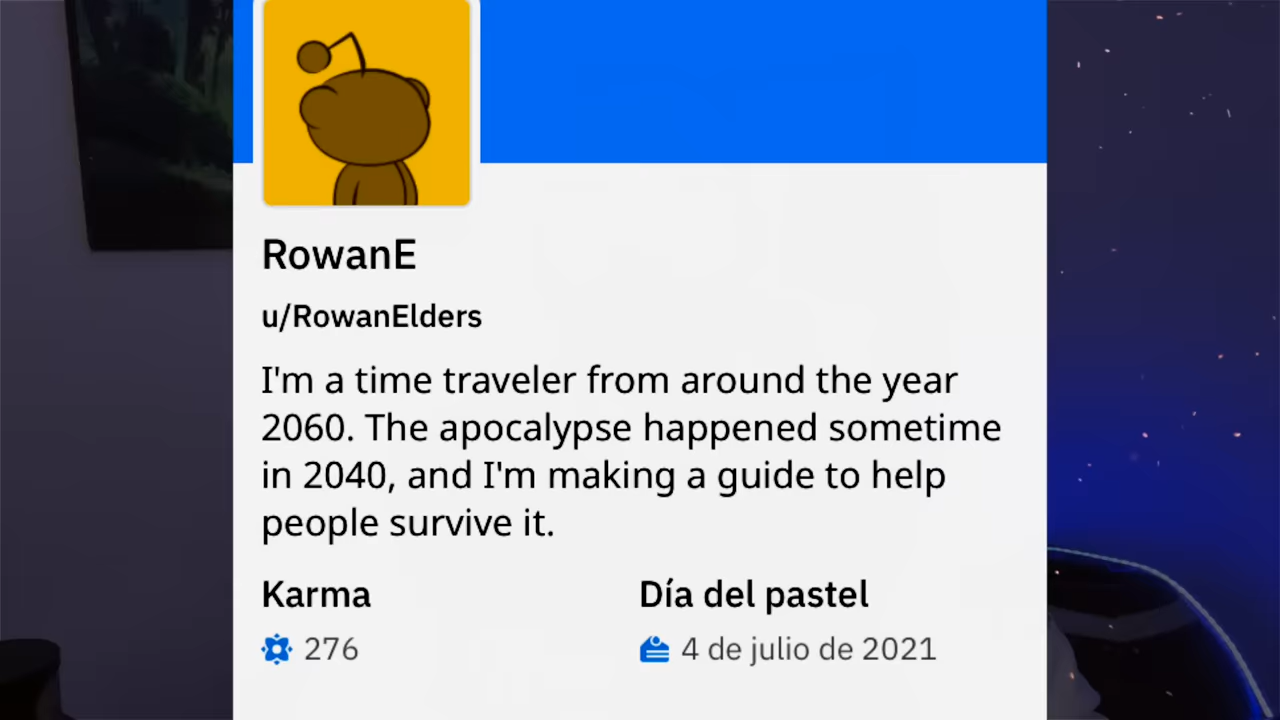 RowanE
u/RowanElders
I'm a time traveler from around the year
2060. The apocalypse happened sometime
in 2040, and I'm making a guide to help
people survive it.
Karma
Día del pastel
276
4 de julio de 2021